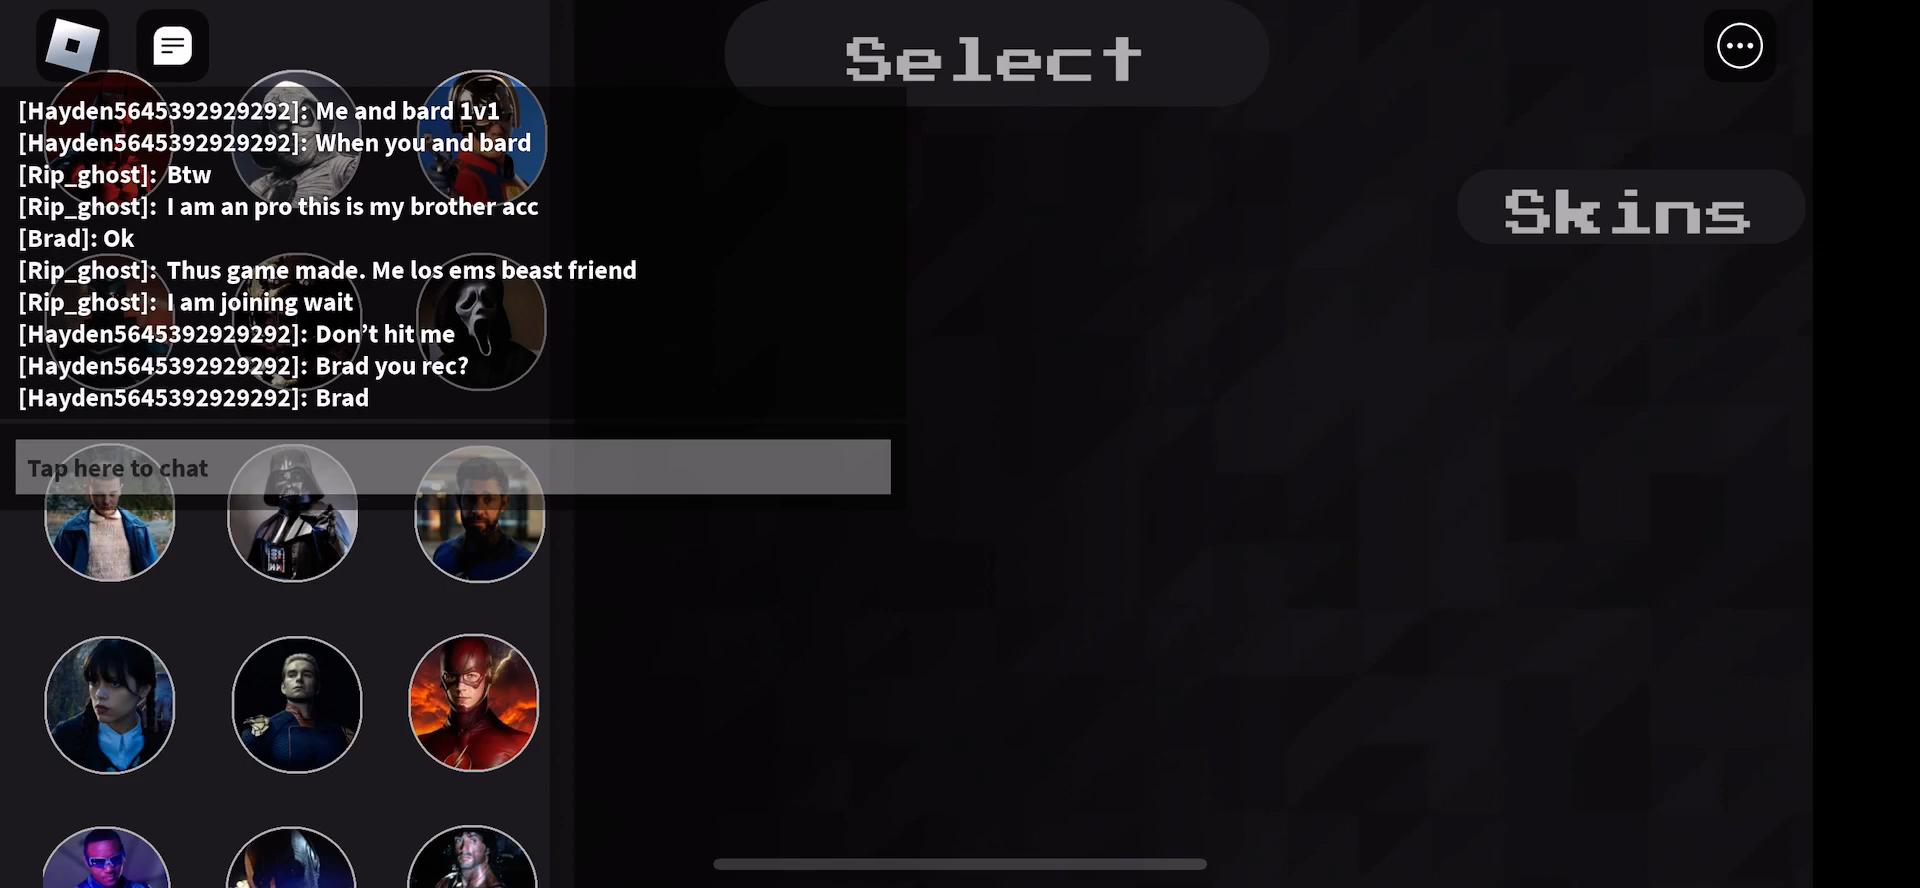 Select
Skins
[Hayden5645392929292]: Me and bard 1v1
[Hayden5645392929292]: When you and bard
[Rip_ghost]: Btw
[Rip_ghost]: I am an pro this is my brother acc
[Brad]: Ok
[Rip_ghost]: Thus game made. Me los ems beast friend
[Rip_ghost]: I am joining wait
[Hayden5645392929292]: Don’t hit me
[Hayden5645392929292]: Brad you rec?
[Hayden5645392929292]: Brad
Tap here to chat